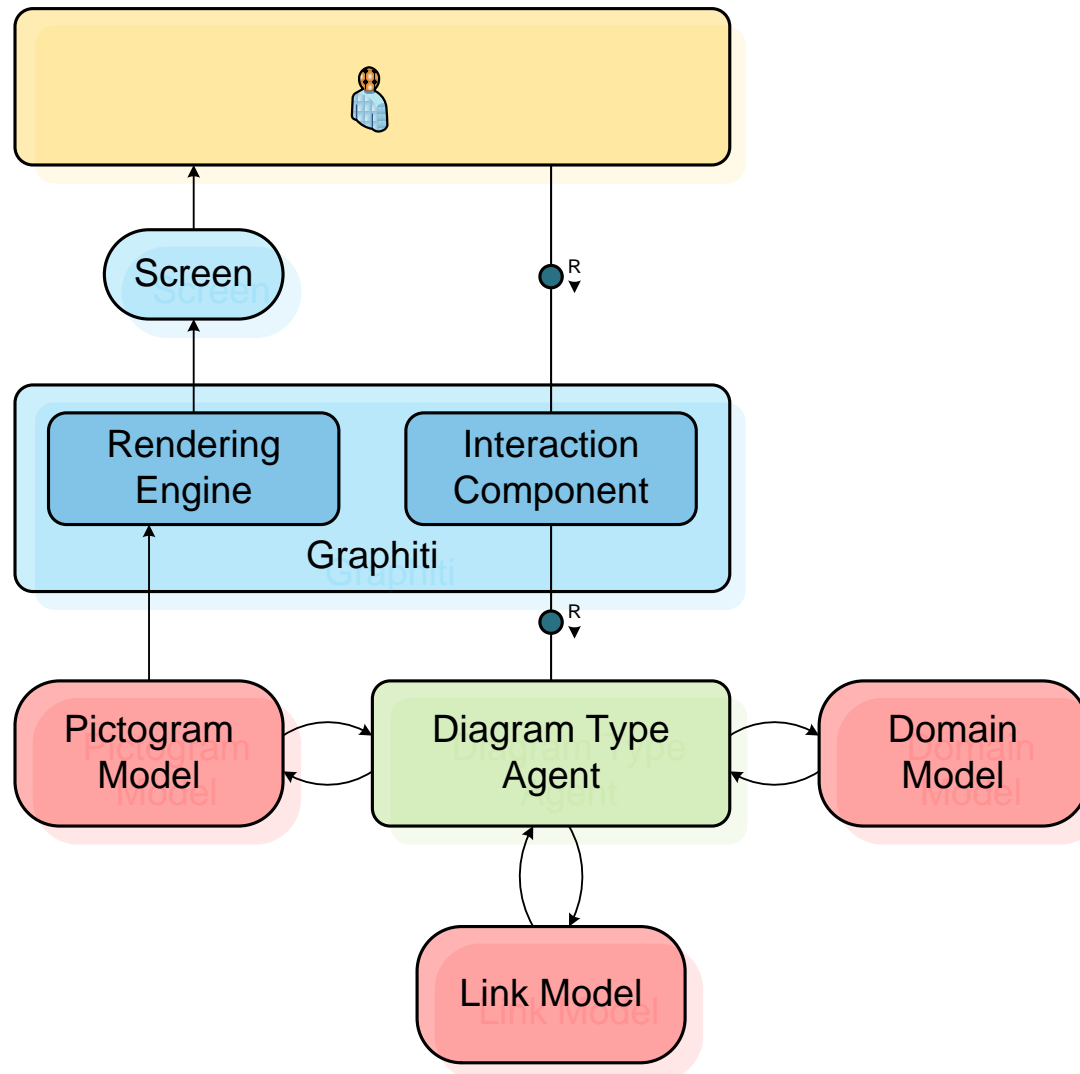 Screen
R
Rendering
Engine
Interaction
Component
Graphiti
R
Pictogram
Model
Diagram Type
Agent
Domain
Model
Link Model